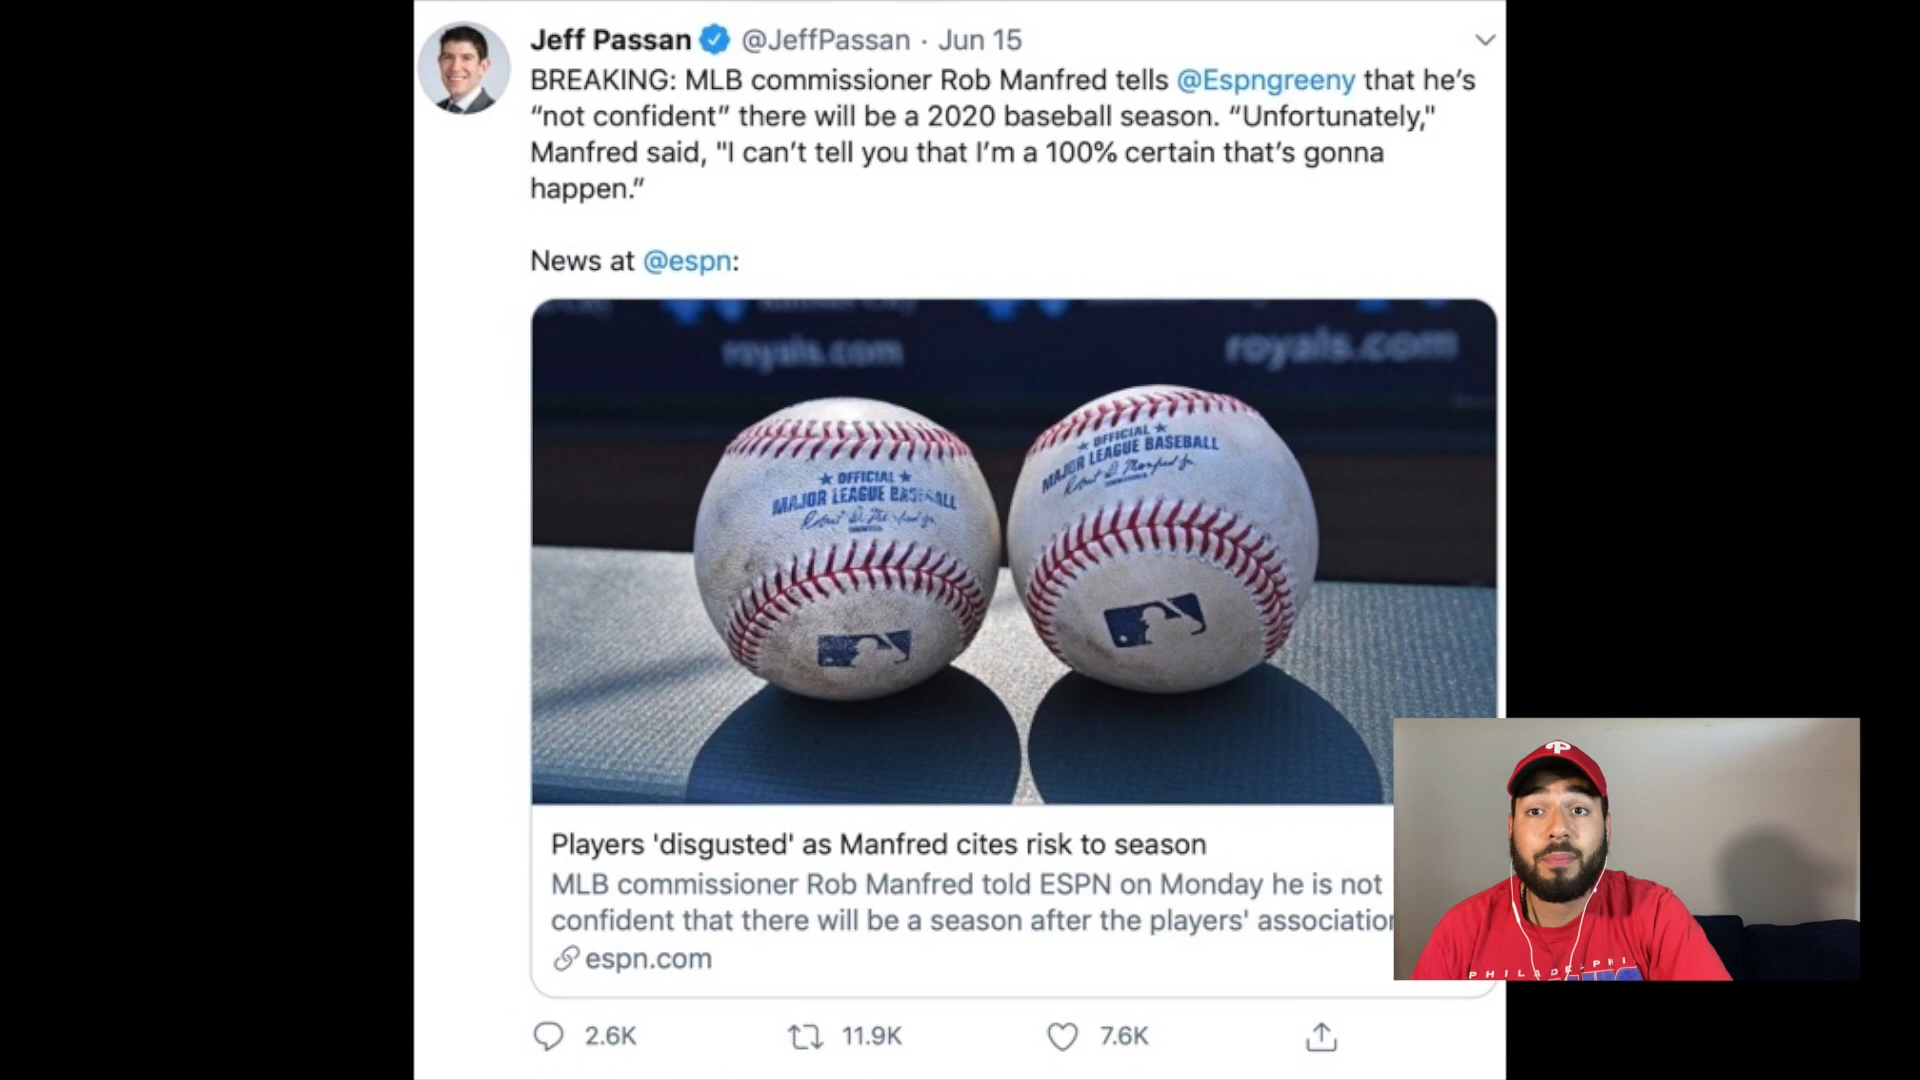 Jeff Passan @JeffPassan · Jun 15
BREAKING: MLB commissioner Rob Manfred tells @Espngreeny that he’s
“not confident” there will be a 2020 baseball season. “Unfortunately,"
Manfred said, "I can’t tell you that I’m a 100% certain that’s gonna
happen.”
News at @espn:
royals.com
royals.com
★ OFFICIAL ★
MAJOR LEAGUE BASEBALL
★ OFFICIAL ★
MAJOR LEAGUE BASEBALL
Players 'disgusted' as Manfred cites risk to season
MLB commissioner Rob Manfred told ESPN on Monday he is not
confident that there will be a season after the players' association
espn.com
2.6K 11.9K 7.6K
P
PHILADELPHI